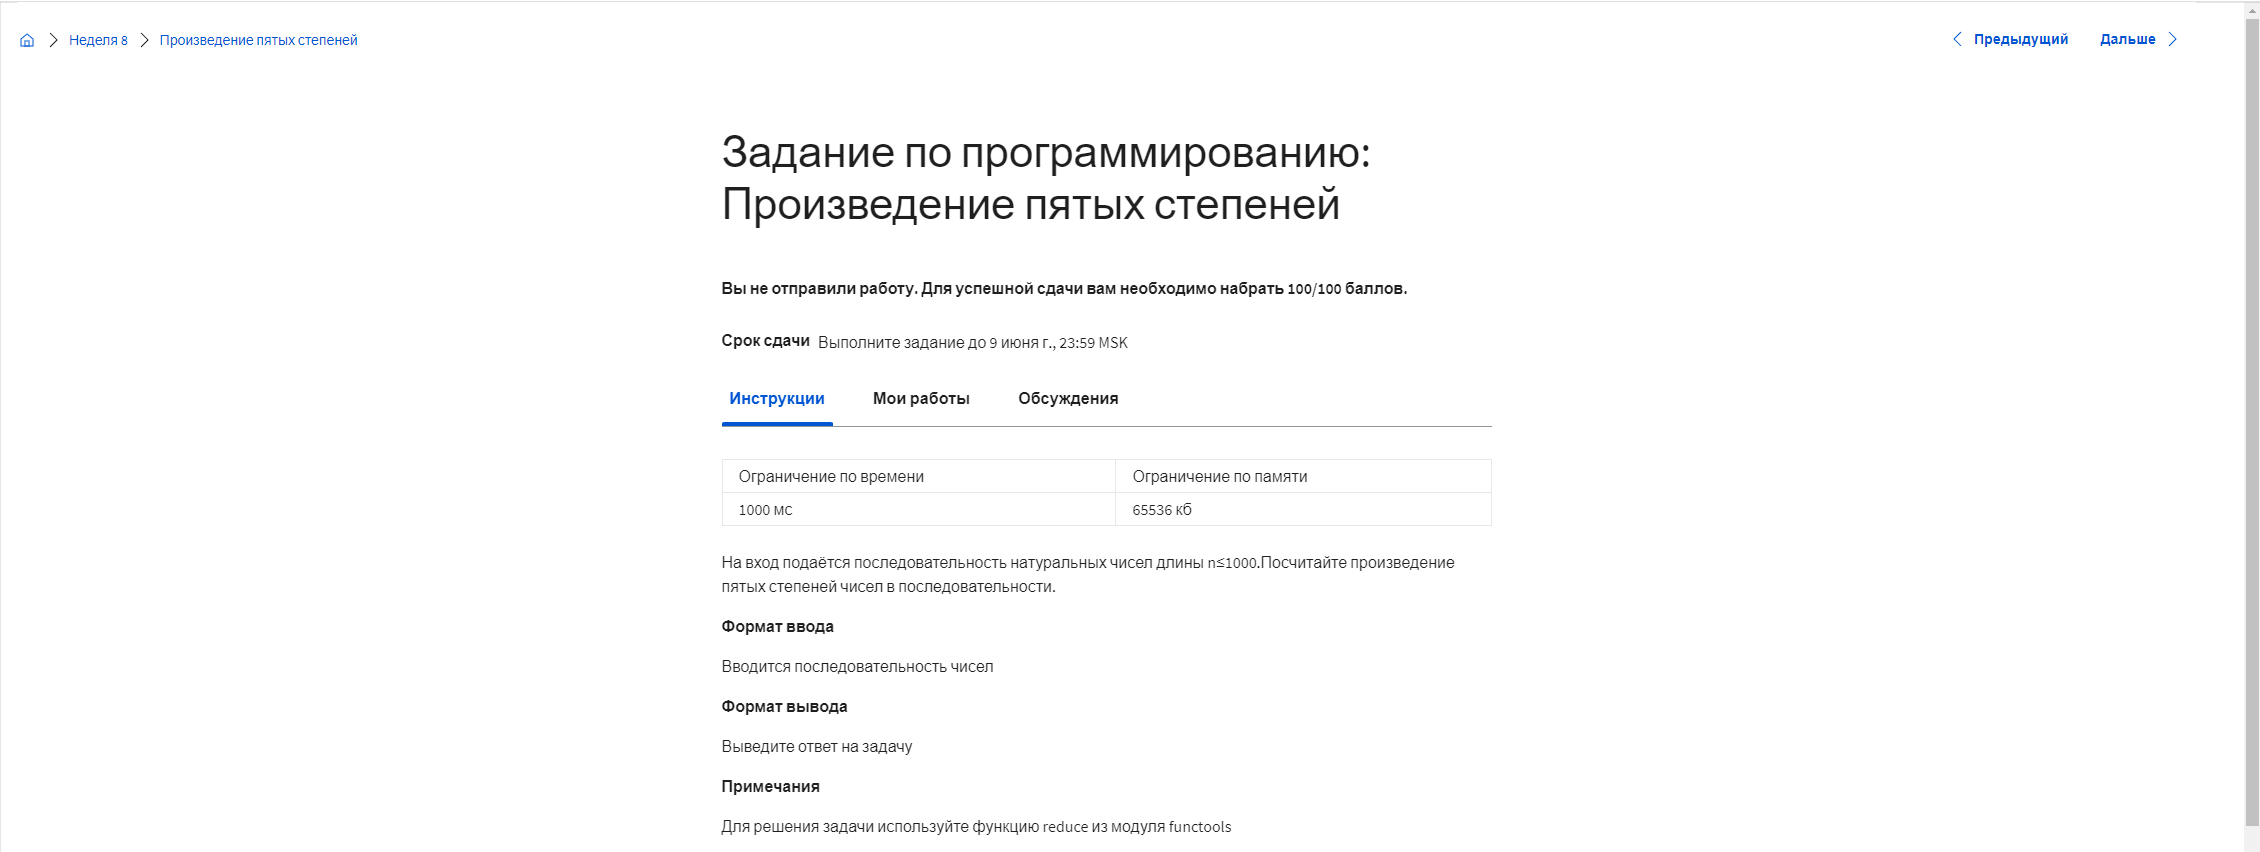 Неделя 8
Произведение пятых степеней
Предыдущий
Дальше
Задание по программированию:
Произведение пятых степеней
Вы не отправили работу. Для успешной сдачи вам необходимо набрать 100/100 баллов.
Срок сдачи Выполните задание до 9 июня г., 23:59 MSK
Инструкции
Мои работы
Обсуждения
Ограничение по времени
Ограничение по памяти
1000 мс
65536 кб
На вход подаётся последовательность натуральных чисел длины n≤1000.Посчитайте произведение
пятых степеней чисел в последовательности.
Формат ввода
Вводится последовательность чисел
Формат вывода
Выведите ответ на задачу
Примечания
Для решения задачи используйте функцию reduce из модуля functools